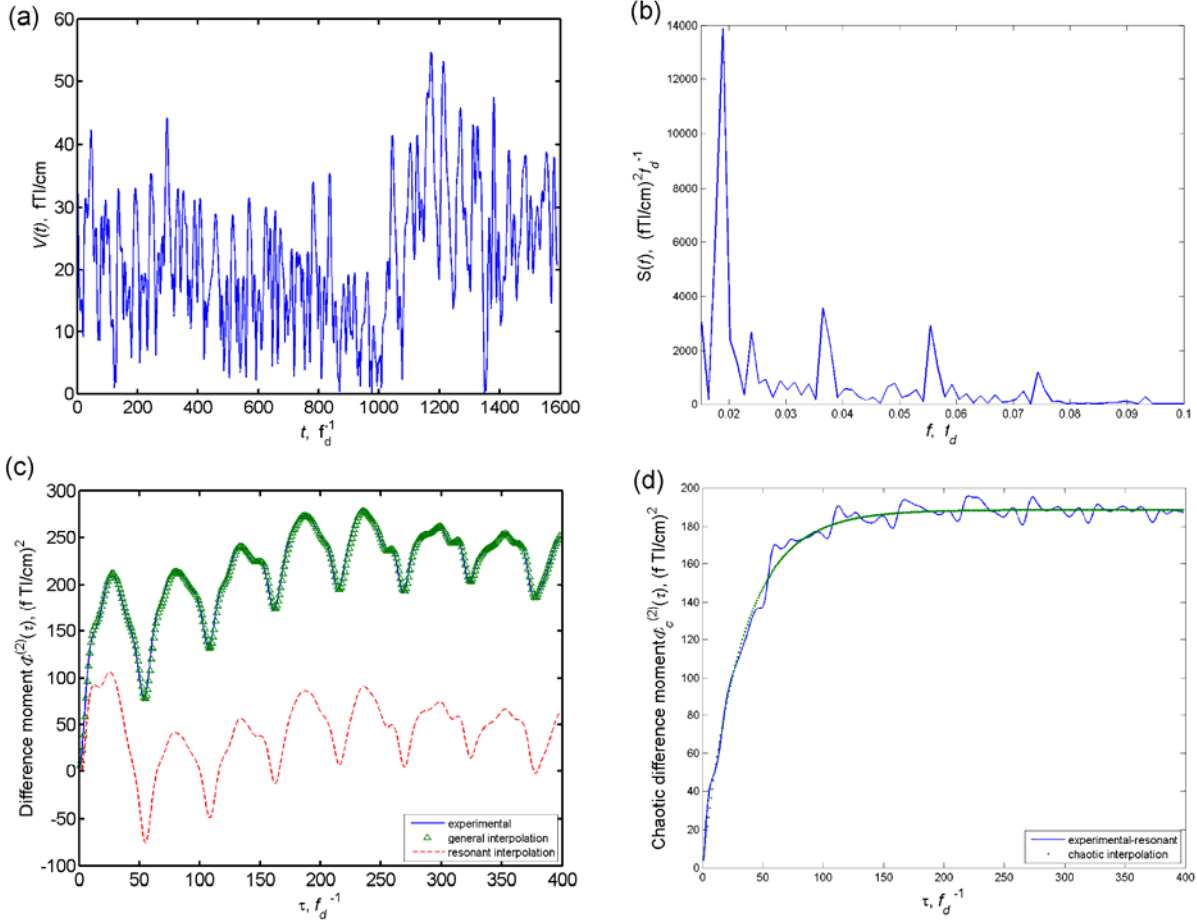 (a)
60
50
40
30
20
10
0
V(t), fTl/cm
0 200 400 600 800 1000 1200 1400 1600
t, f_d^-1
(b)
14000
12000
10000
8000
6000
4000
2000
0
S(f), (fTl/cm)^2 f_d^-1
0.02 0.03 0.04 0.05 0.06 0.07 0.08 0.09 0.1
f, f_d
(c)
300
250
200
150
100
50
0
-50
-100
Difference moment Φ^(2)(τ), (f Tl/cm)^2
0 50 100 150 200 250 300 350 400
τ, f_d^-1
experimental
general interpolation
resonant interpolation
(d)
200
180
160
140
120
100
80
60
40
20
0
Chaotic difference moment Φ_c^(2)(τ), (f Tl/cm)^2
0 50 100 150 200 250 300 350 400
τ, f_d^-1
experimental-resonant
chaotic interpolation